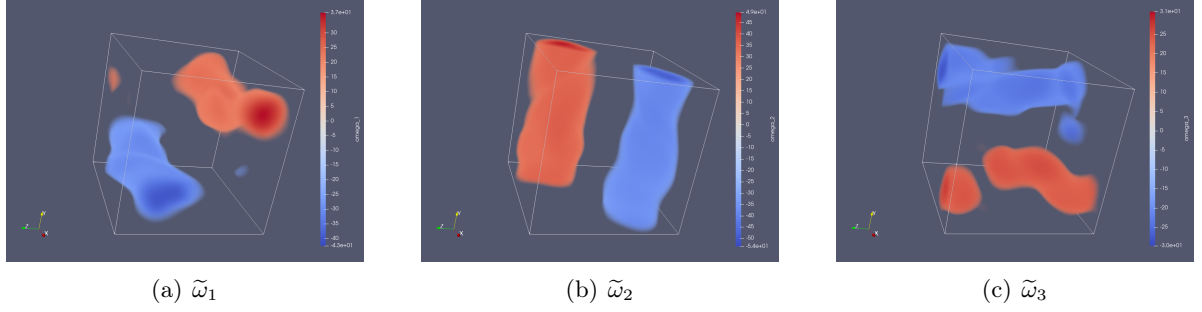 3.7e+01
30
25
20
15
10
5
0
-5
-10
-15
-20
-25
-30
-35
-40
-4.3e+01
omega_1
Y
Z
X
4.9e+01
45
40
35
30
25
20
15
10
5
0
-5
-10
-15
-20
-25
-30
-35
-40
-45
-50
-5.4e+01
omega_2
Y
Z
X
3.1e+01
25
20
15
10
5
0
-5
-10
-15
-20
-25
-3.0e+01
omega_3
Y
Z
X
(a) ω̃₁
(b) ω̃₂
(c) ω̃₃